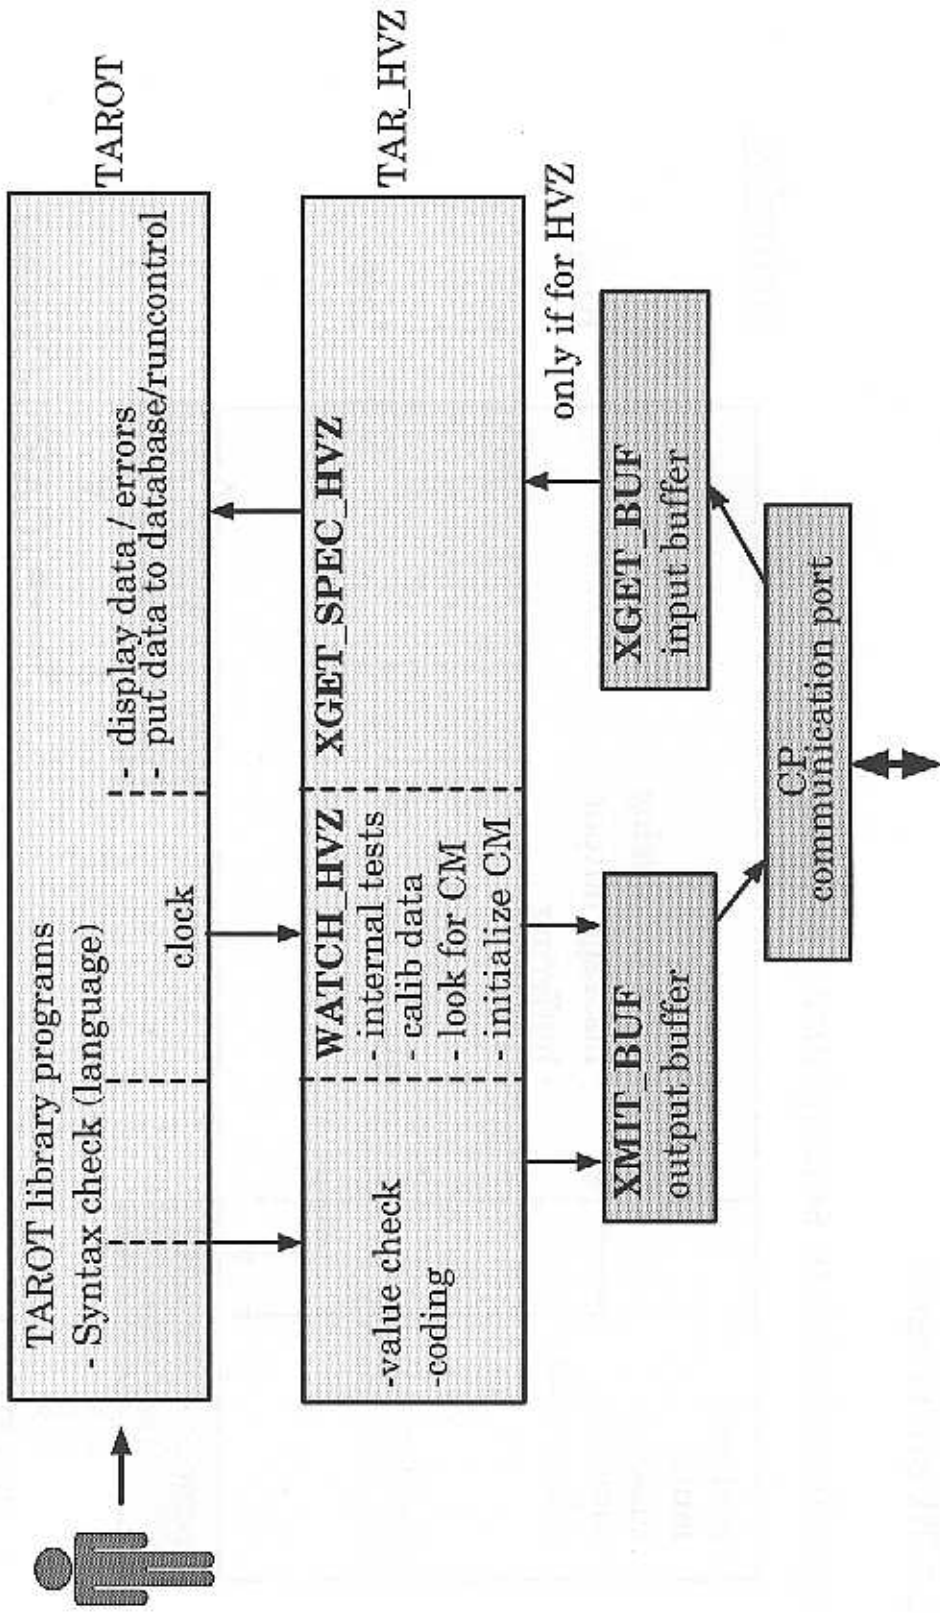 TAROT library programs
- Syntax check (language)
clock
- display data / errors
- put data to database/runcontrol
TAROT
-value check
-coding
WATCH_HVZ
- internal tests
- calib data
- look for CM
- initialize CM
XGET_SPEC_HVZ
TAR_HVZ
only if for HVZ
XMIT_BUF
output buffer
XGET_BUF
input buffer
CP
communication port